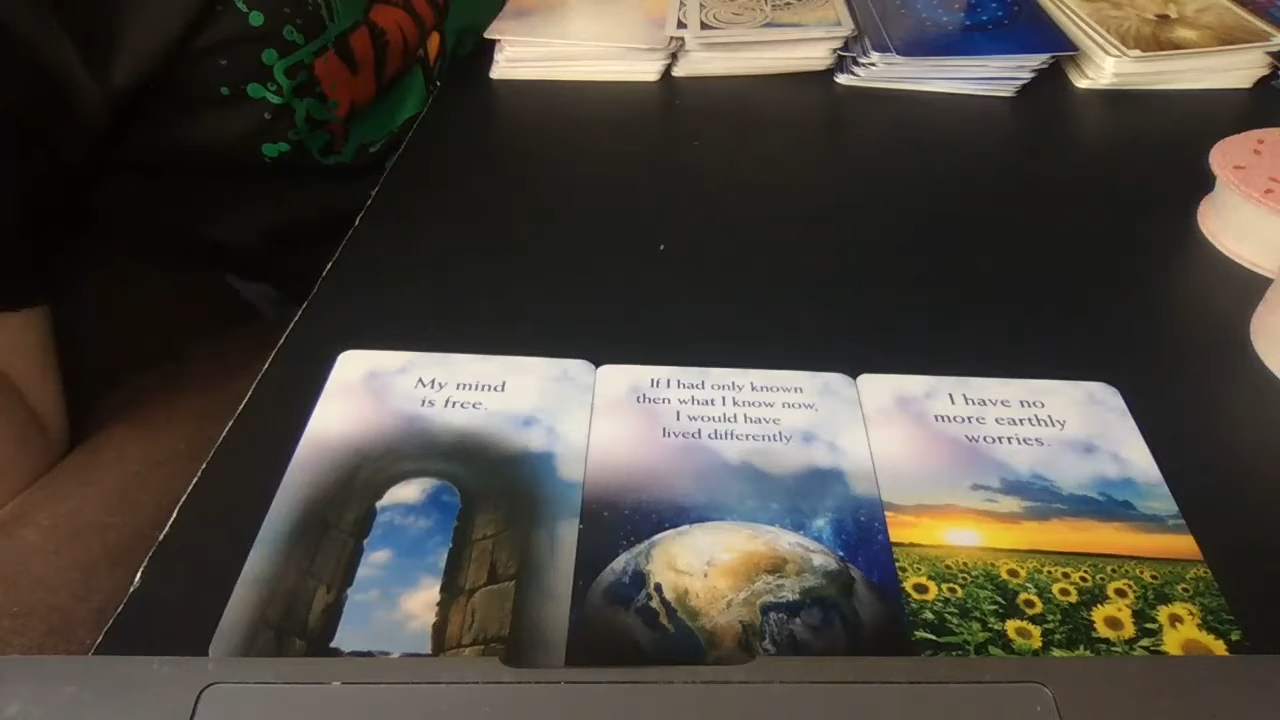 My mind
is free.
If I had only known
then what I know now,
I would have
lived differently
I have no
more earthly
worries.